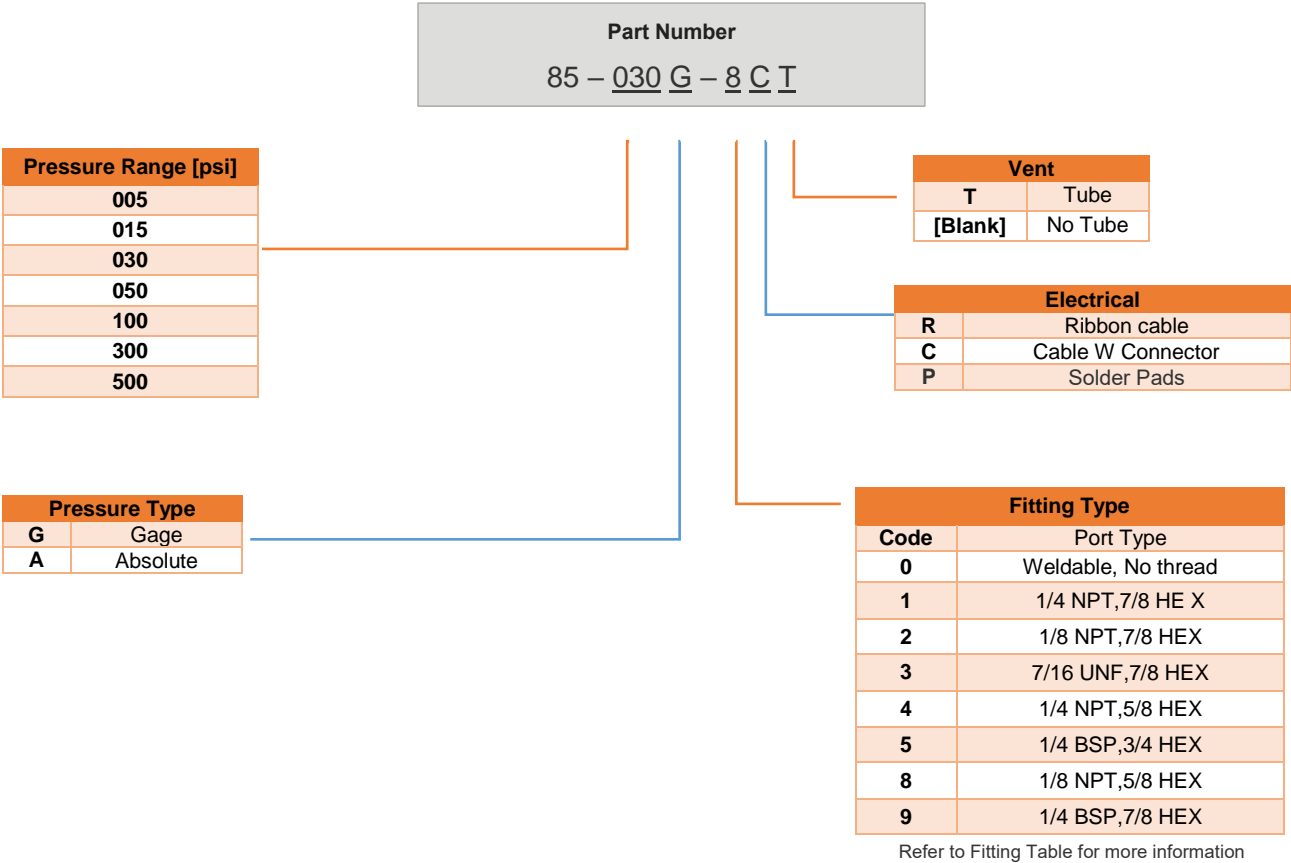 Part Number
85 – 030 G – 8 C T
Pressure Range [psi]
005
015
030
050
100
300
500
Vent
T Tube
[Blank] No Tube
Electrical
R Ribbon cable
C Cable W Connector
P Solder Pads
Pressure Type
G Gage
A Absolute
Fitting Type
Code Port Type
0 Weldable, No thread
1 1/4 NPT,7/8 HE X
2 1/8 NPT,7/8 HEX
3 7/16 UNF,7/8 HEX
4 1/4 NPT,5/8 HEX
5 1/4 BSP,3/4 HEX
8 1/8 NPT,5/8 HEX
9 1/4 BSP,7/8 HEX
Refer to Fitting Table for more information